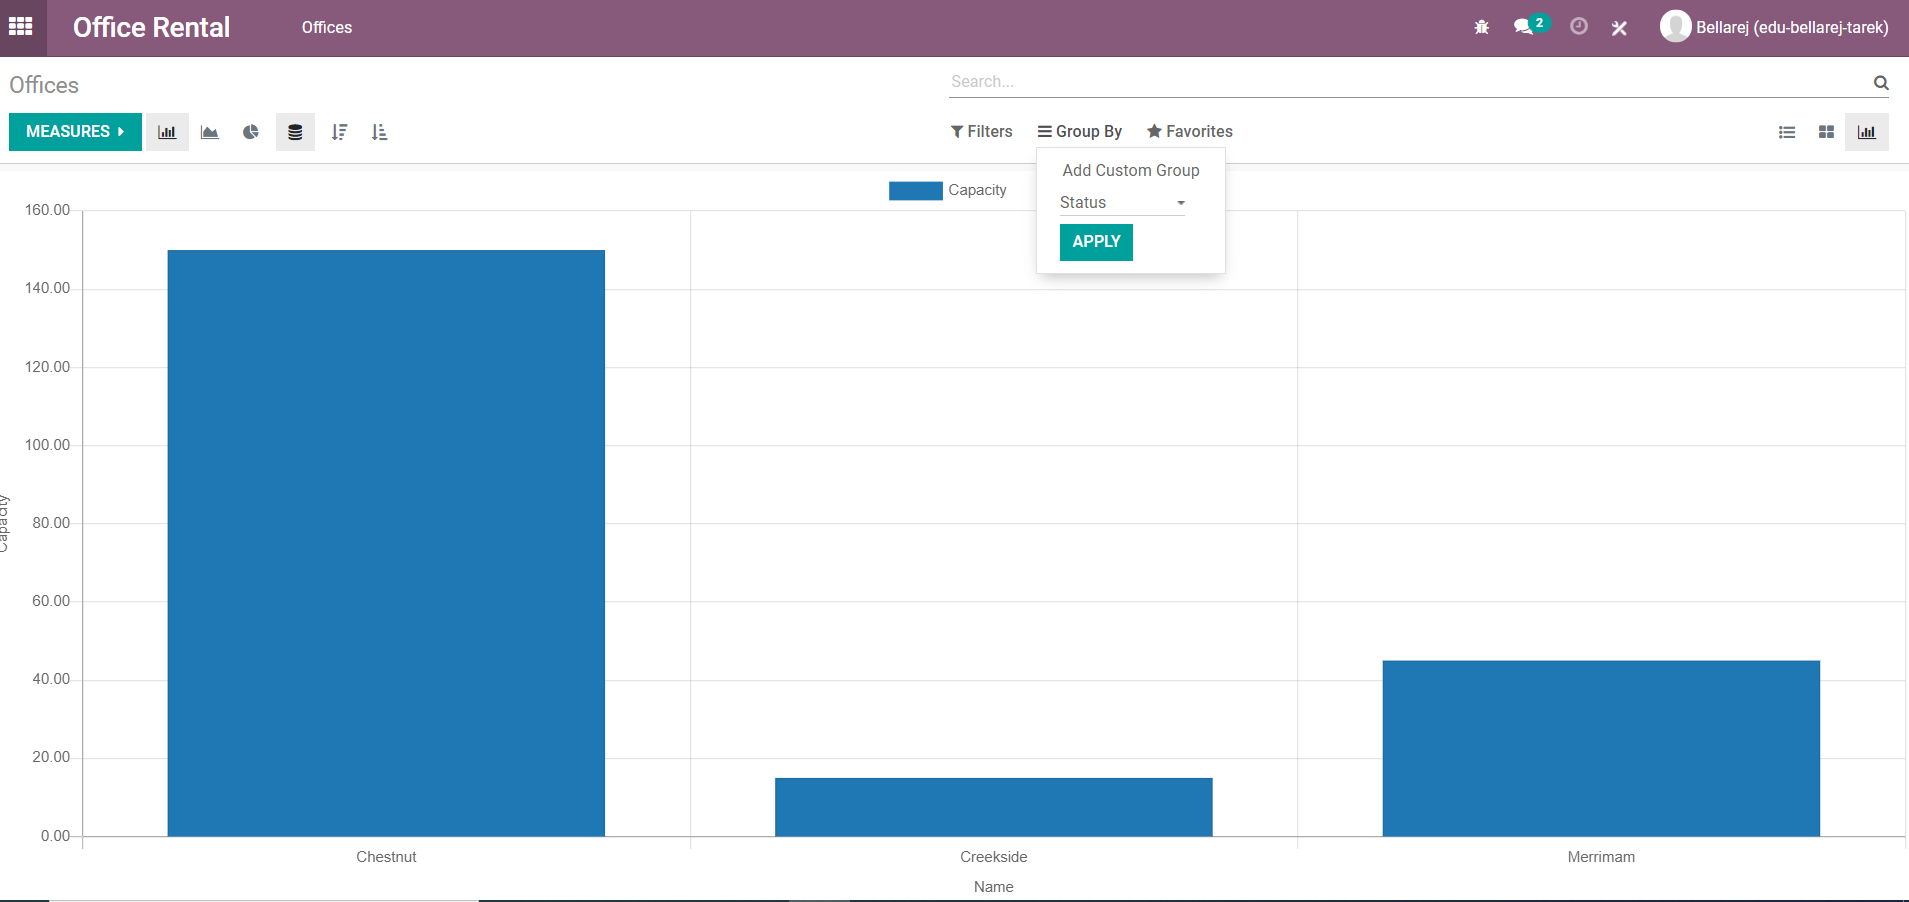 Office Rental
Offices
2
Bellarej (edu-bellarej-tarek)
Offices
Search...
MEASURES
Filters
Group By
Favorites
Add Custom Group
Status
APPLY
Capacity
160.00
140.00
120.00
100.00
80.00
60.00
40.00
20.00
0.00
Capacity
Chestnut
Creekside
Merrimam
Name